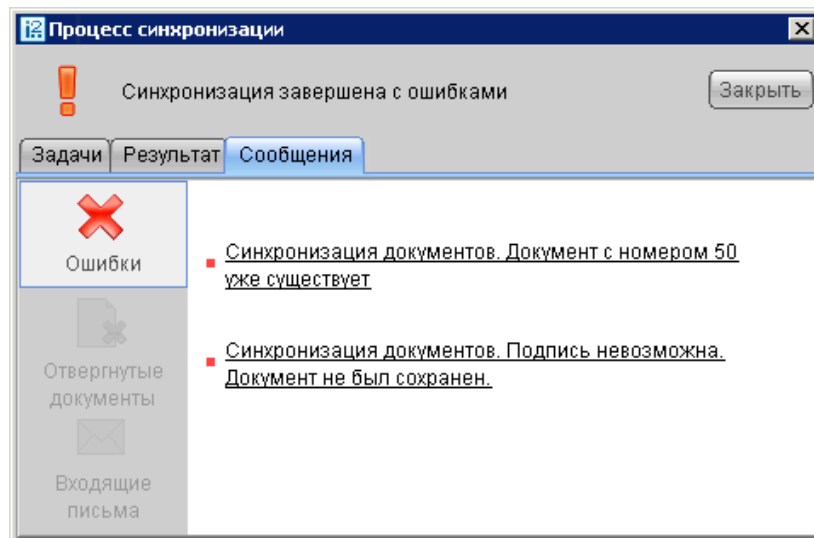 Процесс синхронизации
Синхронизация завершена с ошибками
Закрыть
Задачи Результат Сообщения
Ошибки
Отвергнутые
документы
Входящие
письма
Синхронизация документов. Документ с номером 50
уже существует
Синхронизация документов. Подпись невозможна.
Документ не был сохранен.